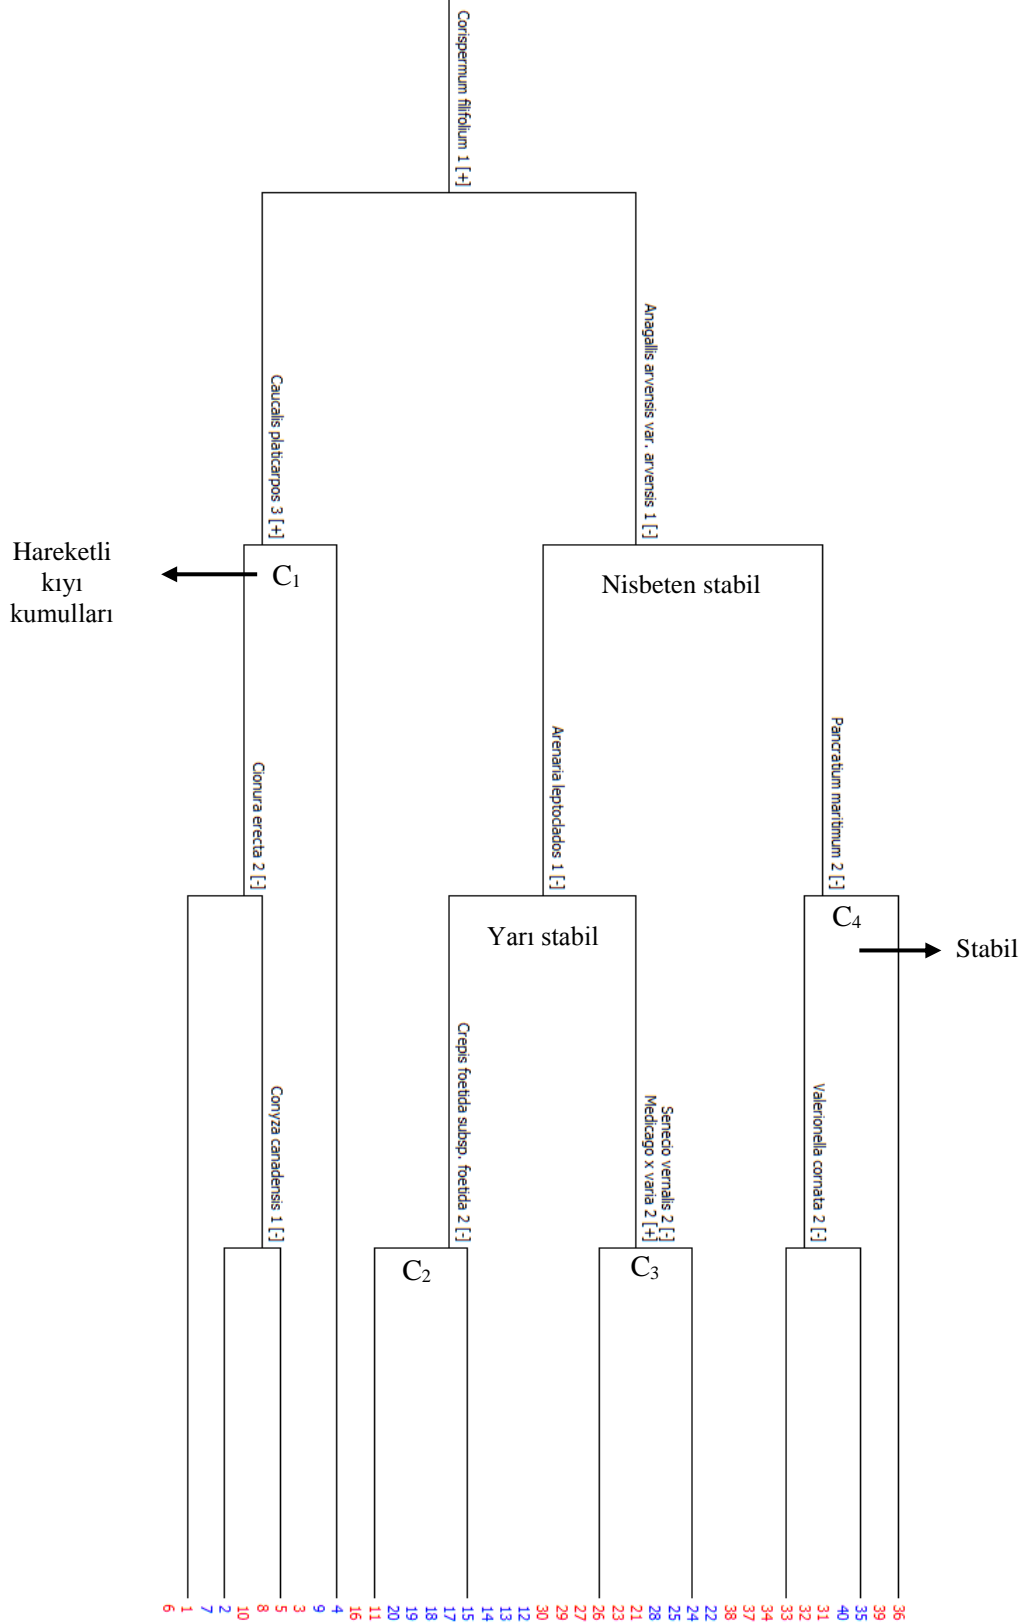 Corispermum filifolium 1 [+]
Anagallis arvensis var. arvensis 1 [-]
Caucalis platicarpos 3 [+]
Hareketli
kıyı
kumulları
C1
Nisbeten stabil
Pancratium maritimum 2 [-]
Arenaria leptoclados 1 [-]
Cionura erecta 2 [-]
C4
Yarı stabil
Stabil
Crepis foetida subsp. foetida 2 [-]
Senecio vernalis 2 [-]
Medicago x varia 2 [+]
Valerionella cornata 2 [-]
Conyza canadensis 1 [-]
C2
C3
6 1 7 2 10 8 5 3 9 4 16 11 20 19 18 17 15 14 13 12 30 29 27 26 23 21 28 25 24 22 38 37 34 33 32 31 40 35 39 36